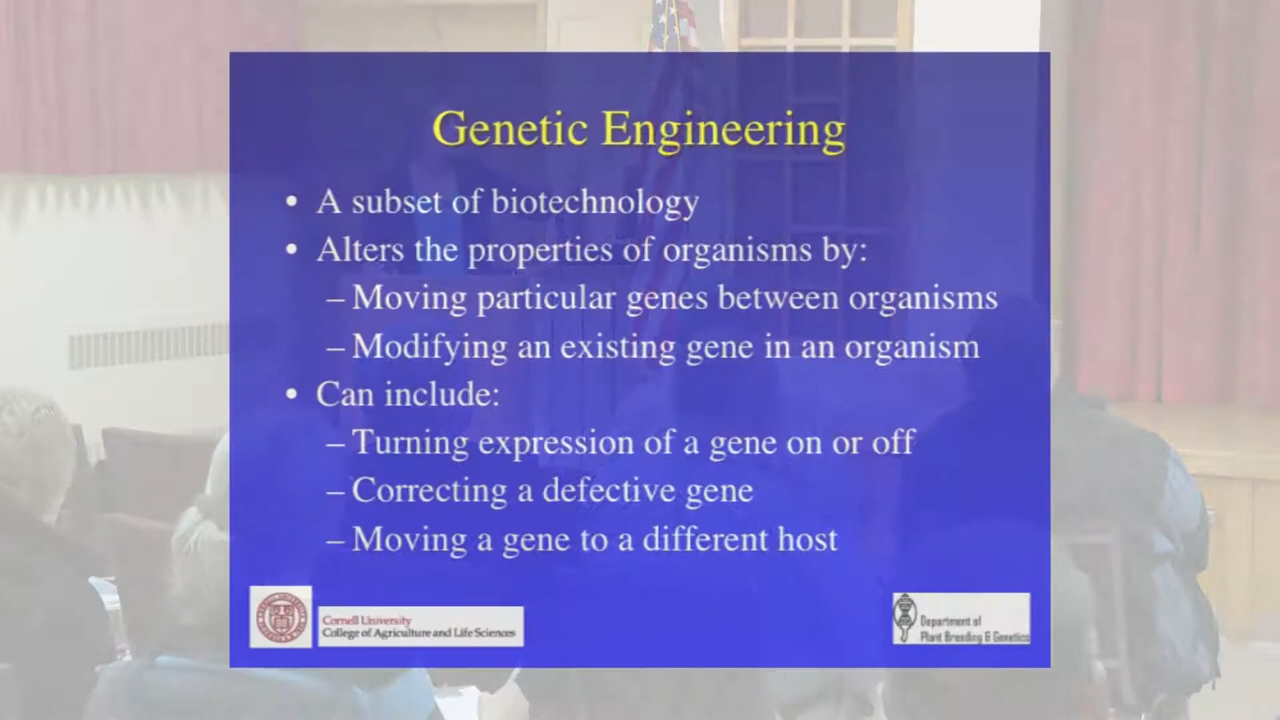 Genetic Engineering
• A subset of biotechnology
• Alters the properties of organisms by:
– Moving particular genes between organisms
– Modifying an existing gene in an organism
• Can include:
– Turning expression of a gene on or off
– Correcting a defective gene
– Moving a gene to a different host
Cornell University
College of Agriculture and Life Sciences
Department of
Plant Breeding & Genetics